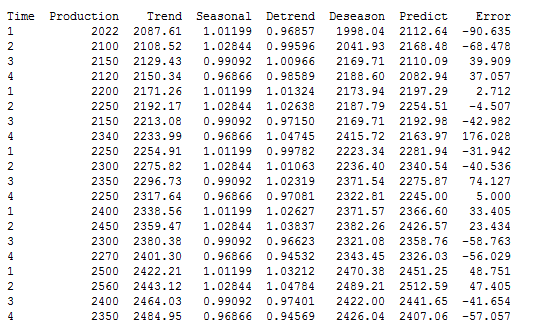 Time Production Trend Seasonal Detrend Deseason Predict Error
1 2022 2087.61 1.01199 0.96857 1998.04 2112.64 -90.635
2 2100 2108.52 1.02844 0.99596 2041.93 2168.48 -68.478
3 2150 2129.43 0.99092 1.00966 2169.71 2110.09 39.909
4 2120 2150.34 0.96866 0.98589 2188.60 2082.94 37.057
1 2200 2171.26 1.01199 1.01324 2173.94 2197.29 2.712
2 2250 2192.17 1.02844 1.02638 2187.79 2254.51 -4.507
3 2150 2213.08 0.99092 0.97150 2169.71 2192.98 -42.982
4 2340 2233.99 0.96866 1.04745 2415.72 2163.97 176.028
1 2250 2254.91 1.01199 0.99782 2223.34 2281.94 -31.942
2 2300 2275.82 1.02844 1.01063 2236.40 2340.54 -40.536
3 2350 2296.73 0.99092 1.02319 2371.54 2275.87 74.127
4 2250 2317.64 0.96866 0.97081 2322.81 2245.00 5.000
1 2400 2338.56 1.01199 1.02627 2371.57 2366.60 33.405
2 2450 2359.47 1.02844 1.03837 2382.26 2426.57 23.434
3 2300 2380.38 0.99092 0.96623 2321.08 2358.76 -58.763
4 2270 2401.30 0.96866 0.94532 2343.45 2326.03 -56.029
1 2500 2422.21 1.01199 1.03212 2470.38 2451.25 48.751
2 2560 2443.12 1.02844 1.04784 2489.21 2512.59 47.405
3 2400 2464.03 0.99092 0.97401 2422.00 2441.65 -41.654
4 2350 2484.95 0.96866 0.94569 2426.04 2407.06 -57.057